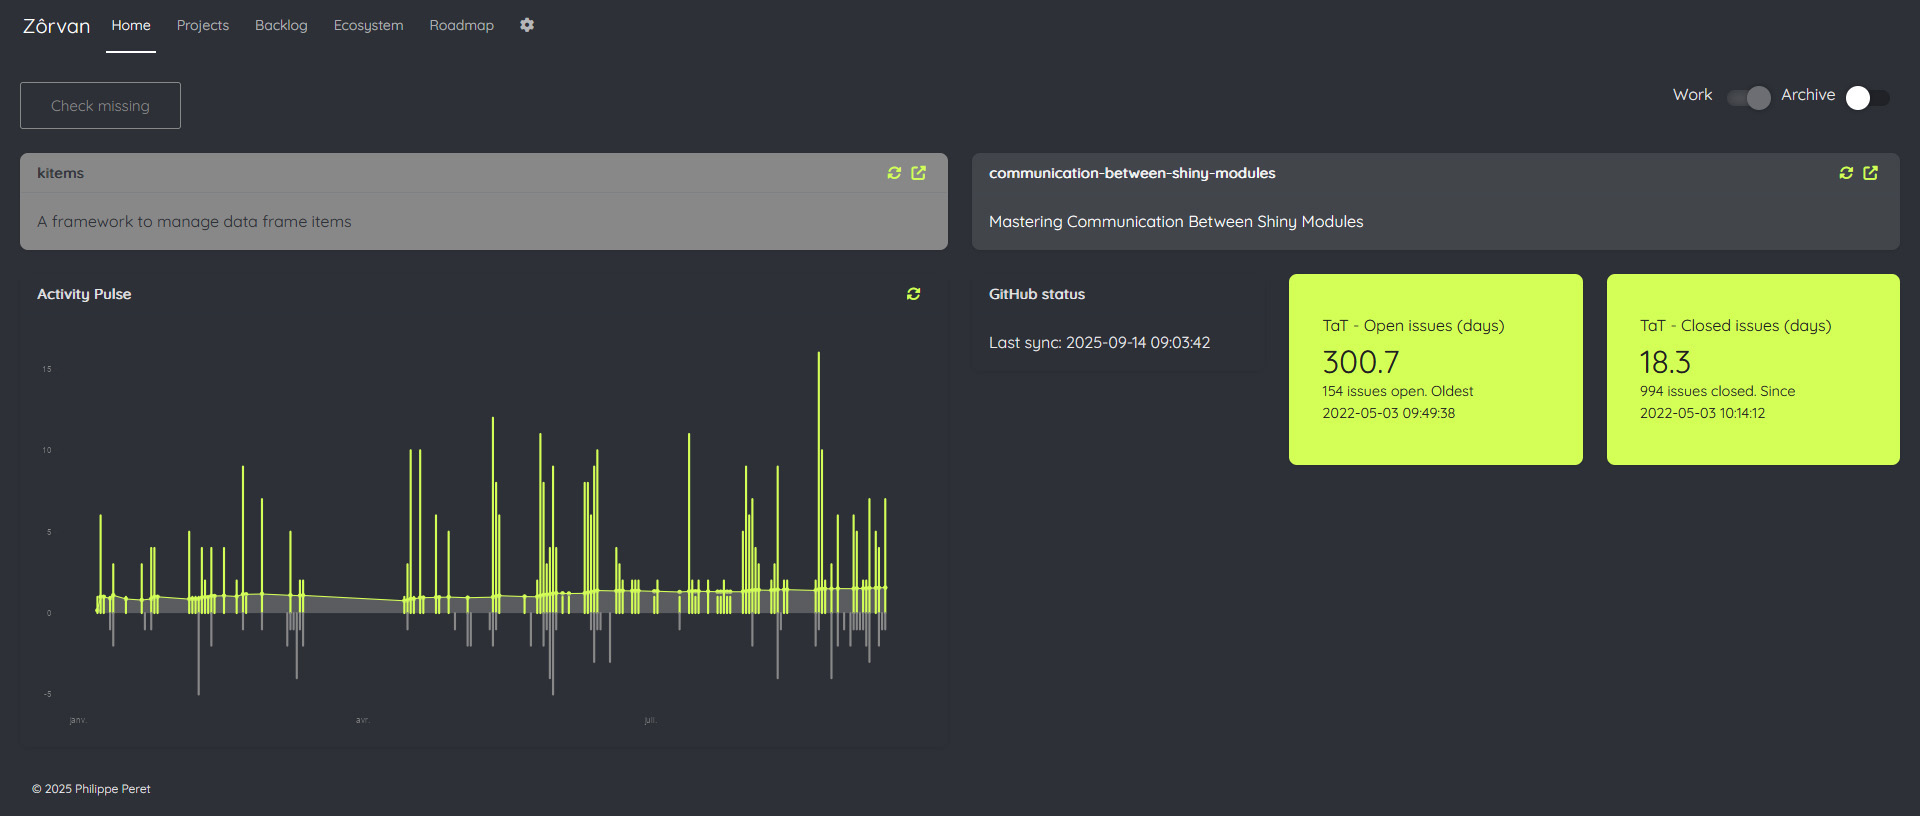 Zôrvan Home Projects Backlog Ecosystem Roadmap
Check missing
Work Archive
kitems
A framework to manage data frame items
communication-between-shiny-modules
Mastering Communication Between Shiny Modules
Activity Pulse
15
10
5
0
-5
janv. avr. juil.
GitHub status
Last sync: 2025-09-14 09:03:42
TaT - Open issues (days)
300.7
154 issues open. Oldest
2022-05-03 09:49:38
TaT - Closed issues (days)
18.3
994 issues closed. Since
2022-05-03 10:14:12
© 2025 Philippe Peret